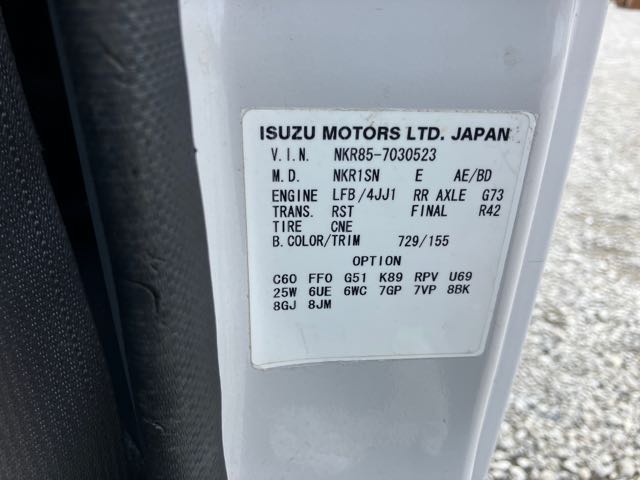 ISUZU MOTORS LTD. JAPAN
V.I.N. NKR85-7030523
M.D. NKR1SN E AE/BD
ENGINE LFB/4JJ1 RR AXLE G73
TRANS. RST FINAL R42
TIRE CNE
B.COLOR/TRIM 729/155
OPTION
C60 FF0 G51 K89 RPV U69
25W 6UE 6WC 7GP 7VP 8BK
8GJ 8JM